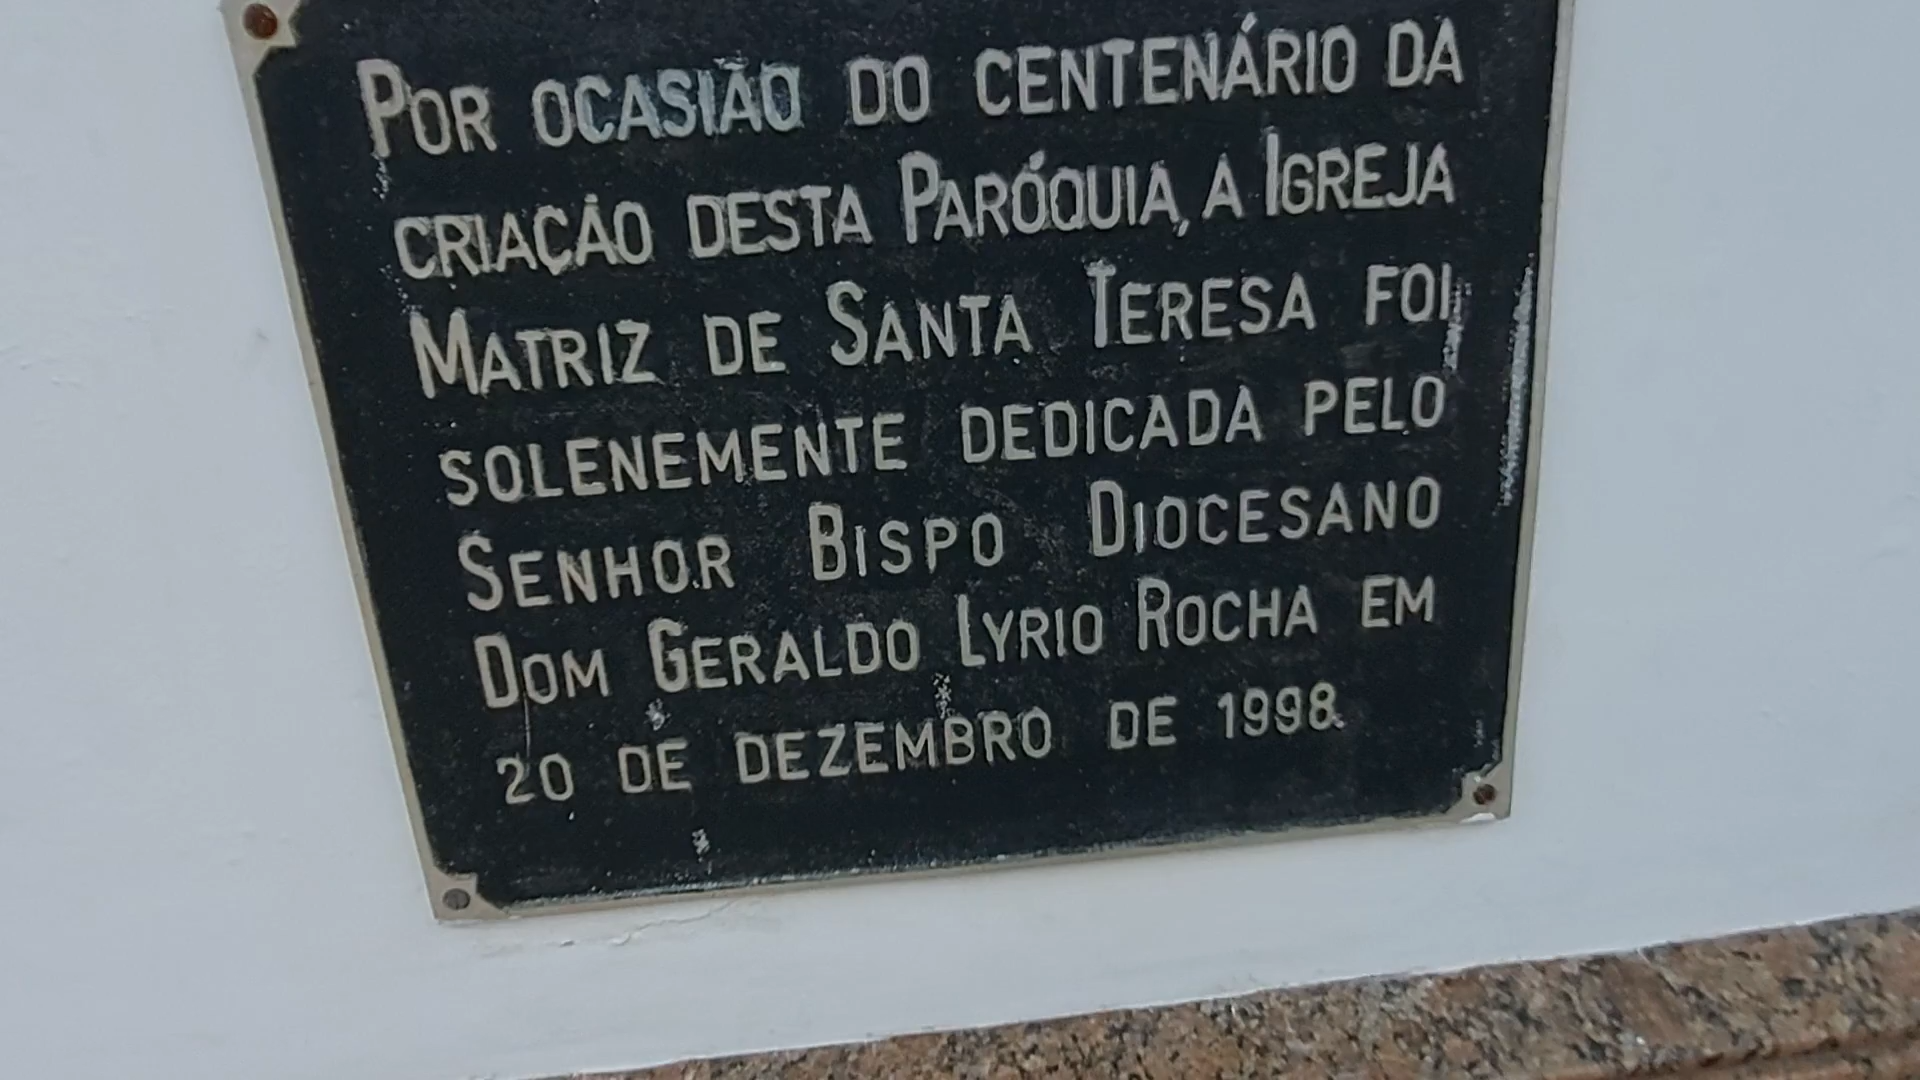 POR OCASIÃO DO CENTENÁRIO DA
CRIAÇÃO DESTA PARÓQUIA, A IGREJA
MATRIZ DE SANTA TERESA FOI
SOLENEMENTE DEDICADA PELO
SENHOR BISPO DIOCESANO
DOM GERALDO LYRIO ROCHA EM
20 DE DEZEMBRO DE 1998.